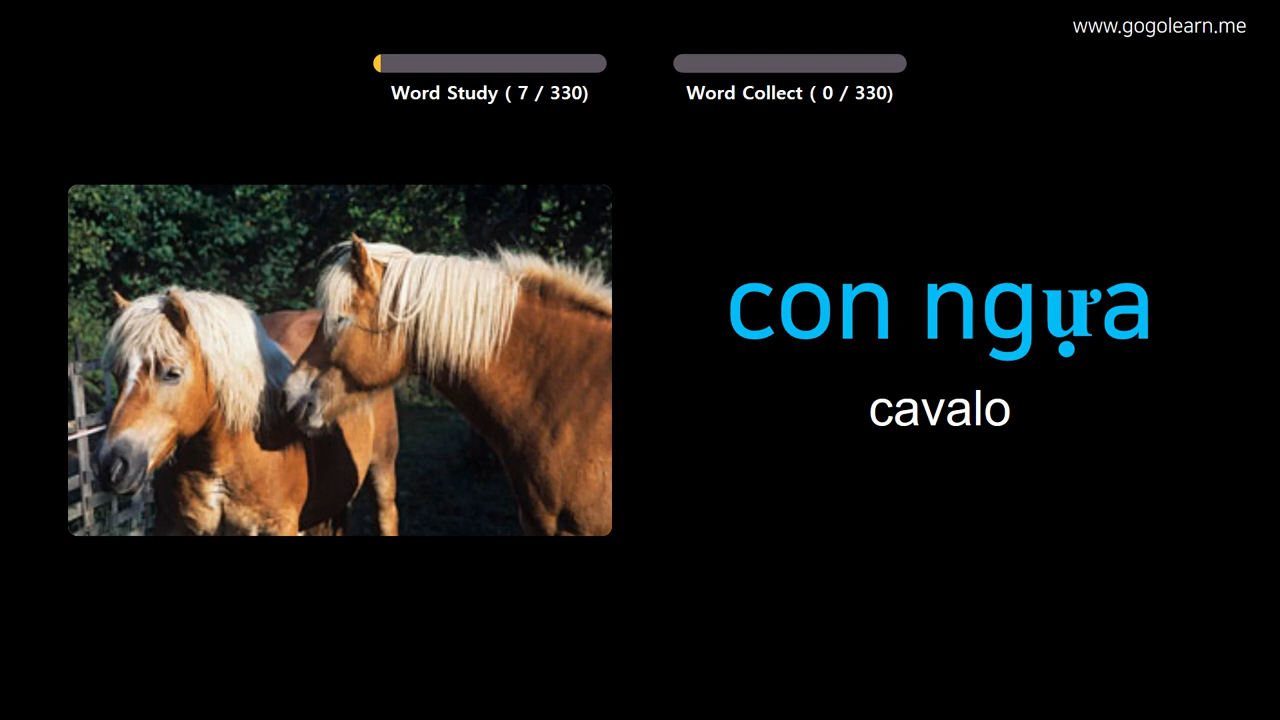 www.gogolearn.me
Word Study ( 7 / 330)
Word Collect ( 0 / 330)
con ngựa
cavalo